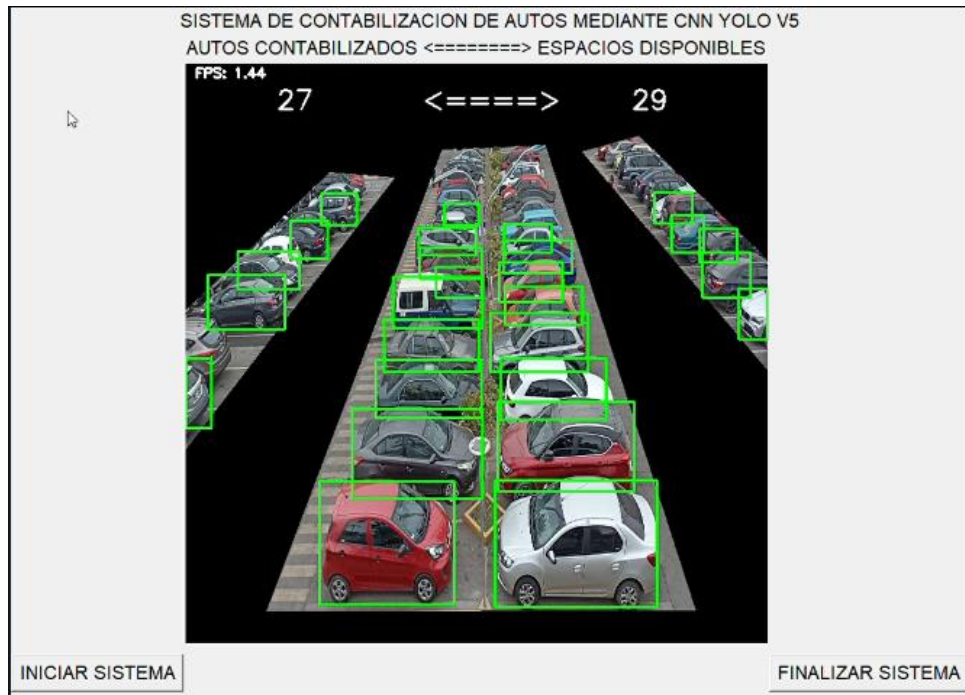 SISTEMA DE CONTABILIZACION DE AUTOS MEDIANTE CNN YOLO V5
AUTOS CONTABILIZADOS <========> ESPACIOS DISPONIBLES
FPS: 1.44
27 <====> 29
INICIAR SISTEMA
FINALIZAR SISTEMA